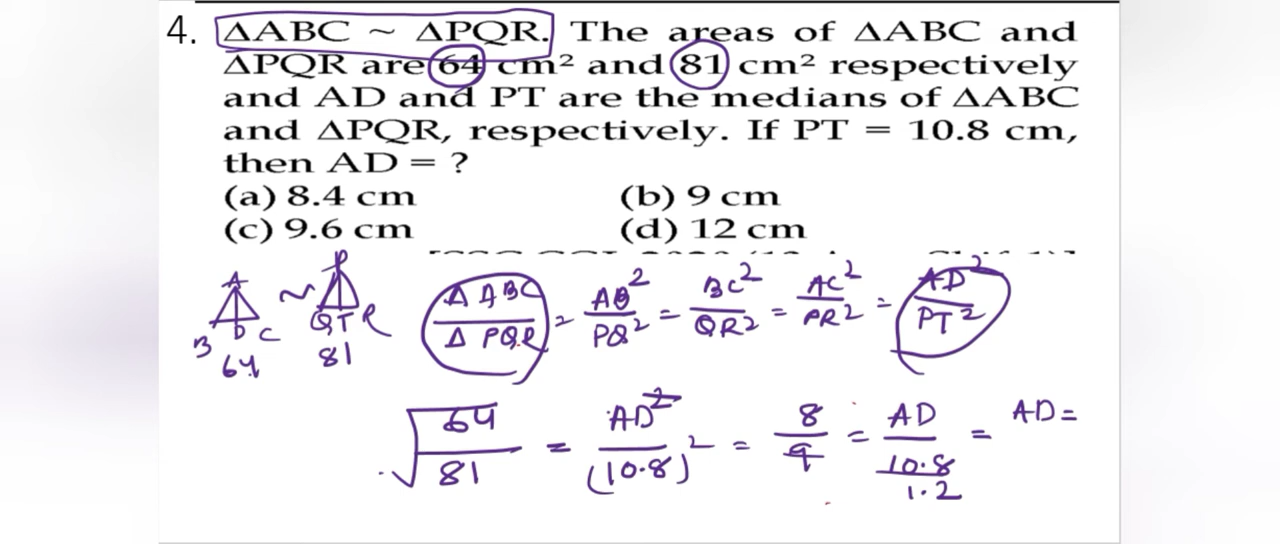 4. ΔABC ~ ΔPQR. The areas of ΔABC and
ΔPQR are 64 cm² and 81 cm² respectively
and AD and PT are the medians of ΔABC
and ΔPQR, respectively. If PT = 10.8 cm,
then AD = ?
(a) 8.4 cm (b) 9 cm
(c) 9.6 cm (d) 12 cm
A P
B D C ~ Q T R
64 81
Δ ABC / Δ PQR = AB² / PQ² = BC² / QR² = AC² / PR² = AD² / PT²
√64 / 81 = AD² / (10.8)² = 8 / 9 = AD / 10.8 = AD =
1.2